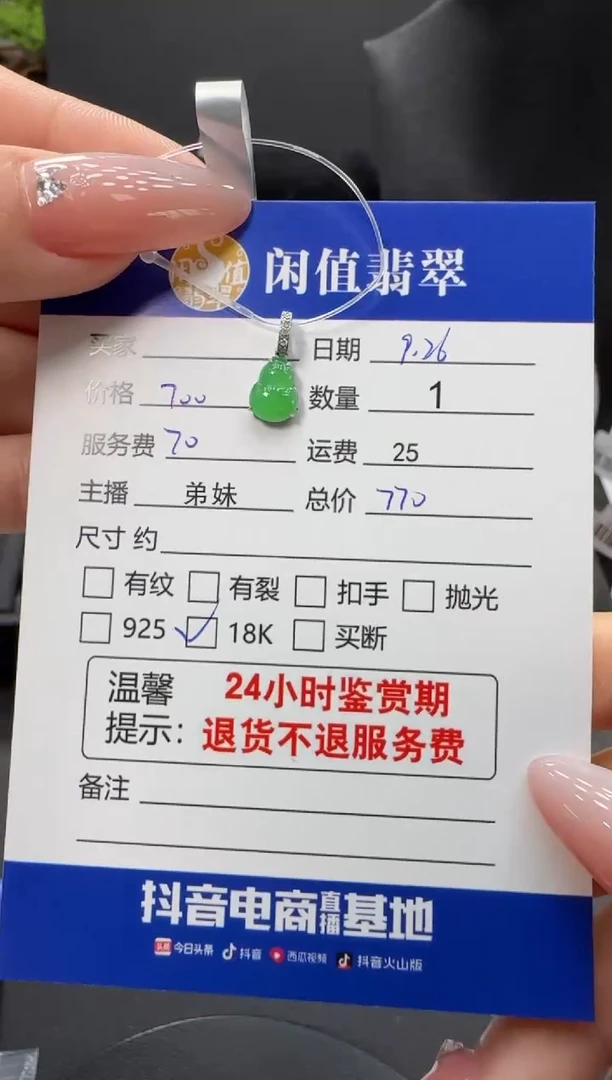 闲值翡翠
买家 日期 9.26
价格 700 数量 1
服务费 70 运费 25
主播 弟妹 总价 770
尺寸 约
有纹 有裂 扣手 抛光
925 18K 买断
温馨提示： 24小时鉴赏期
退货不退服务费
备注
抖音电商直播基地
头条 今日头条 抖音 西瓜视频 抖音火山版